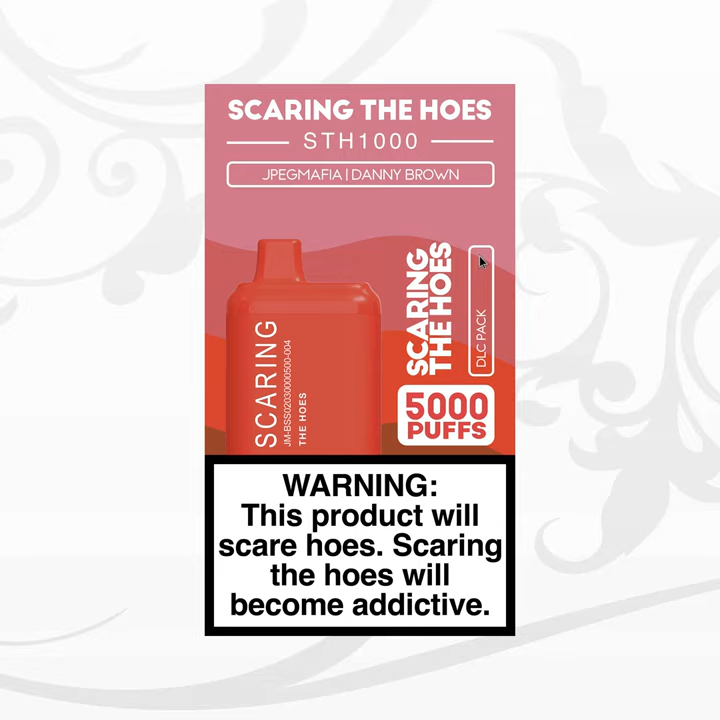 SCARING THE HOES
STH1000
JPEGMAFIA | DANNY BROWN
SCARING
JM-BSS02030000500-004
THE HOES
SCARING
THE HOES
DLC PACK
5000
PUFFS
WARNING:
This product will
scare hoes. Scaring
the hoes will
become addictive.